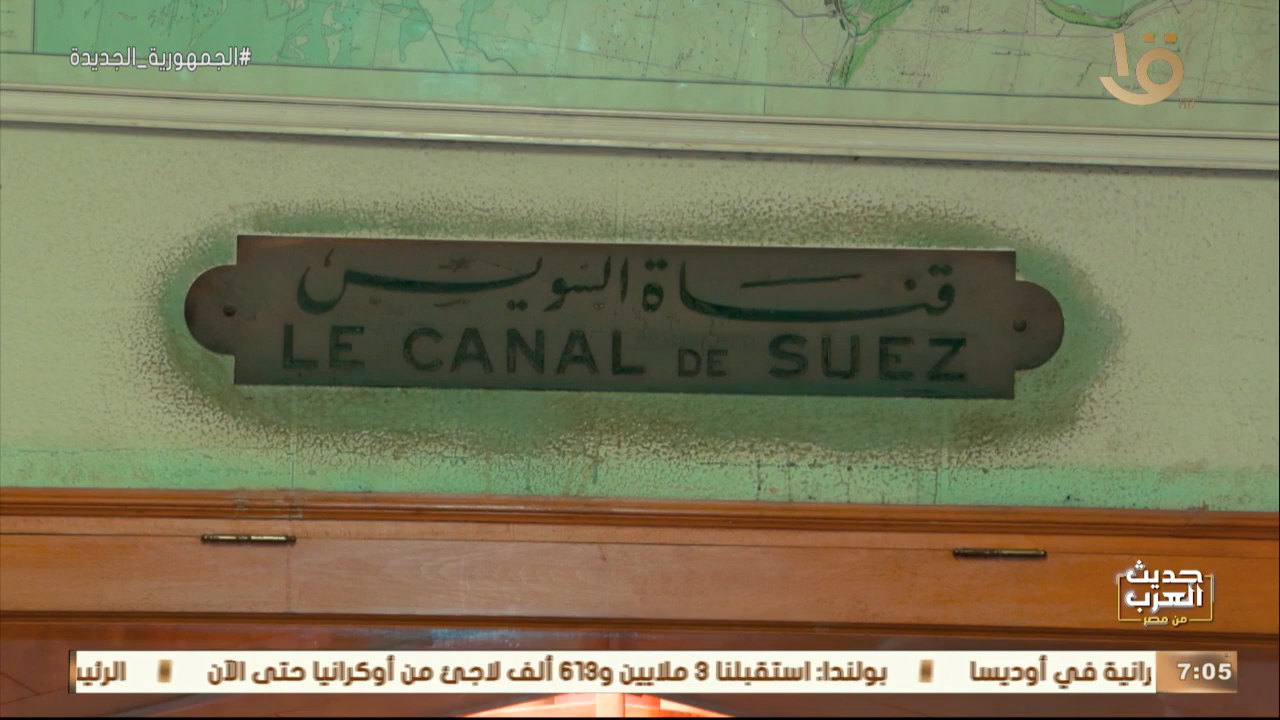 #الجمهورية_الجديدة
قناة السويس
LE CANAL DE SUEZ
حديث
العرب
من مصر
رانية في أوديسا ▪ بولندا: استقبلنا 3 ملايين و613 ألف لاجئ من أوكرانيا حتى الآن ▪ الرئيس
7:05